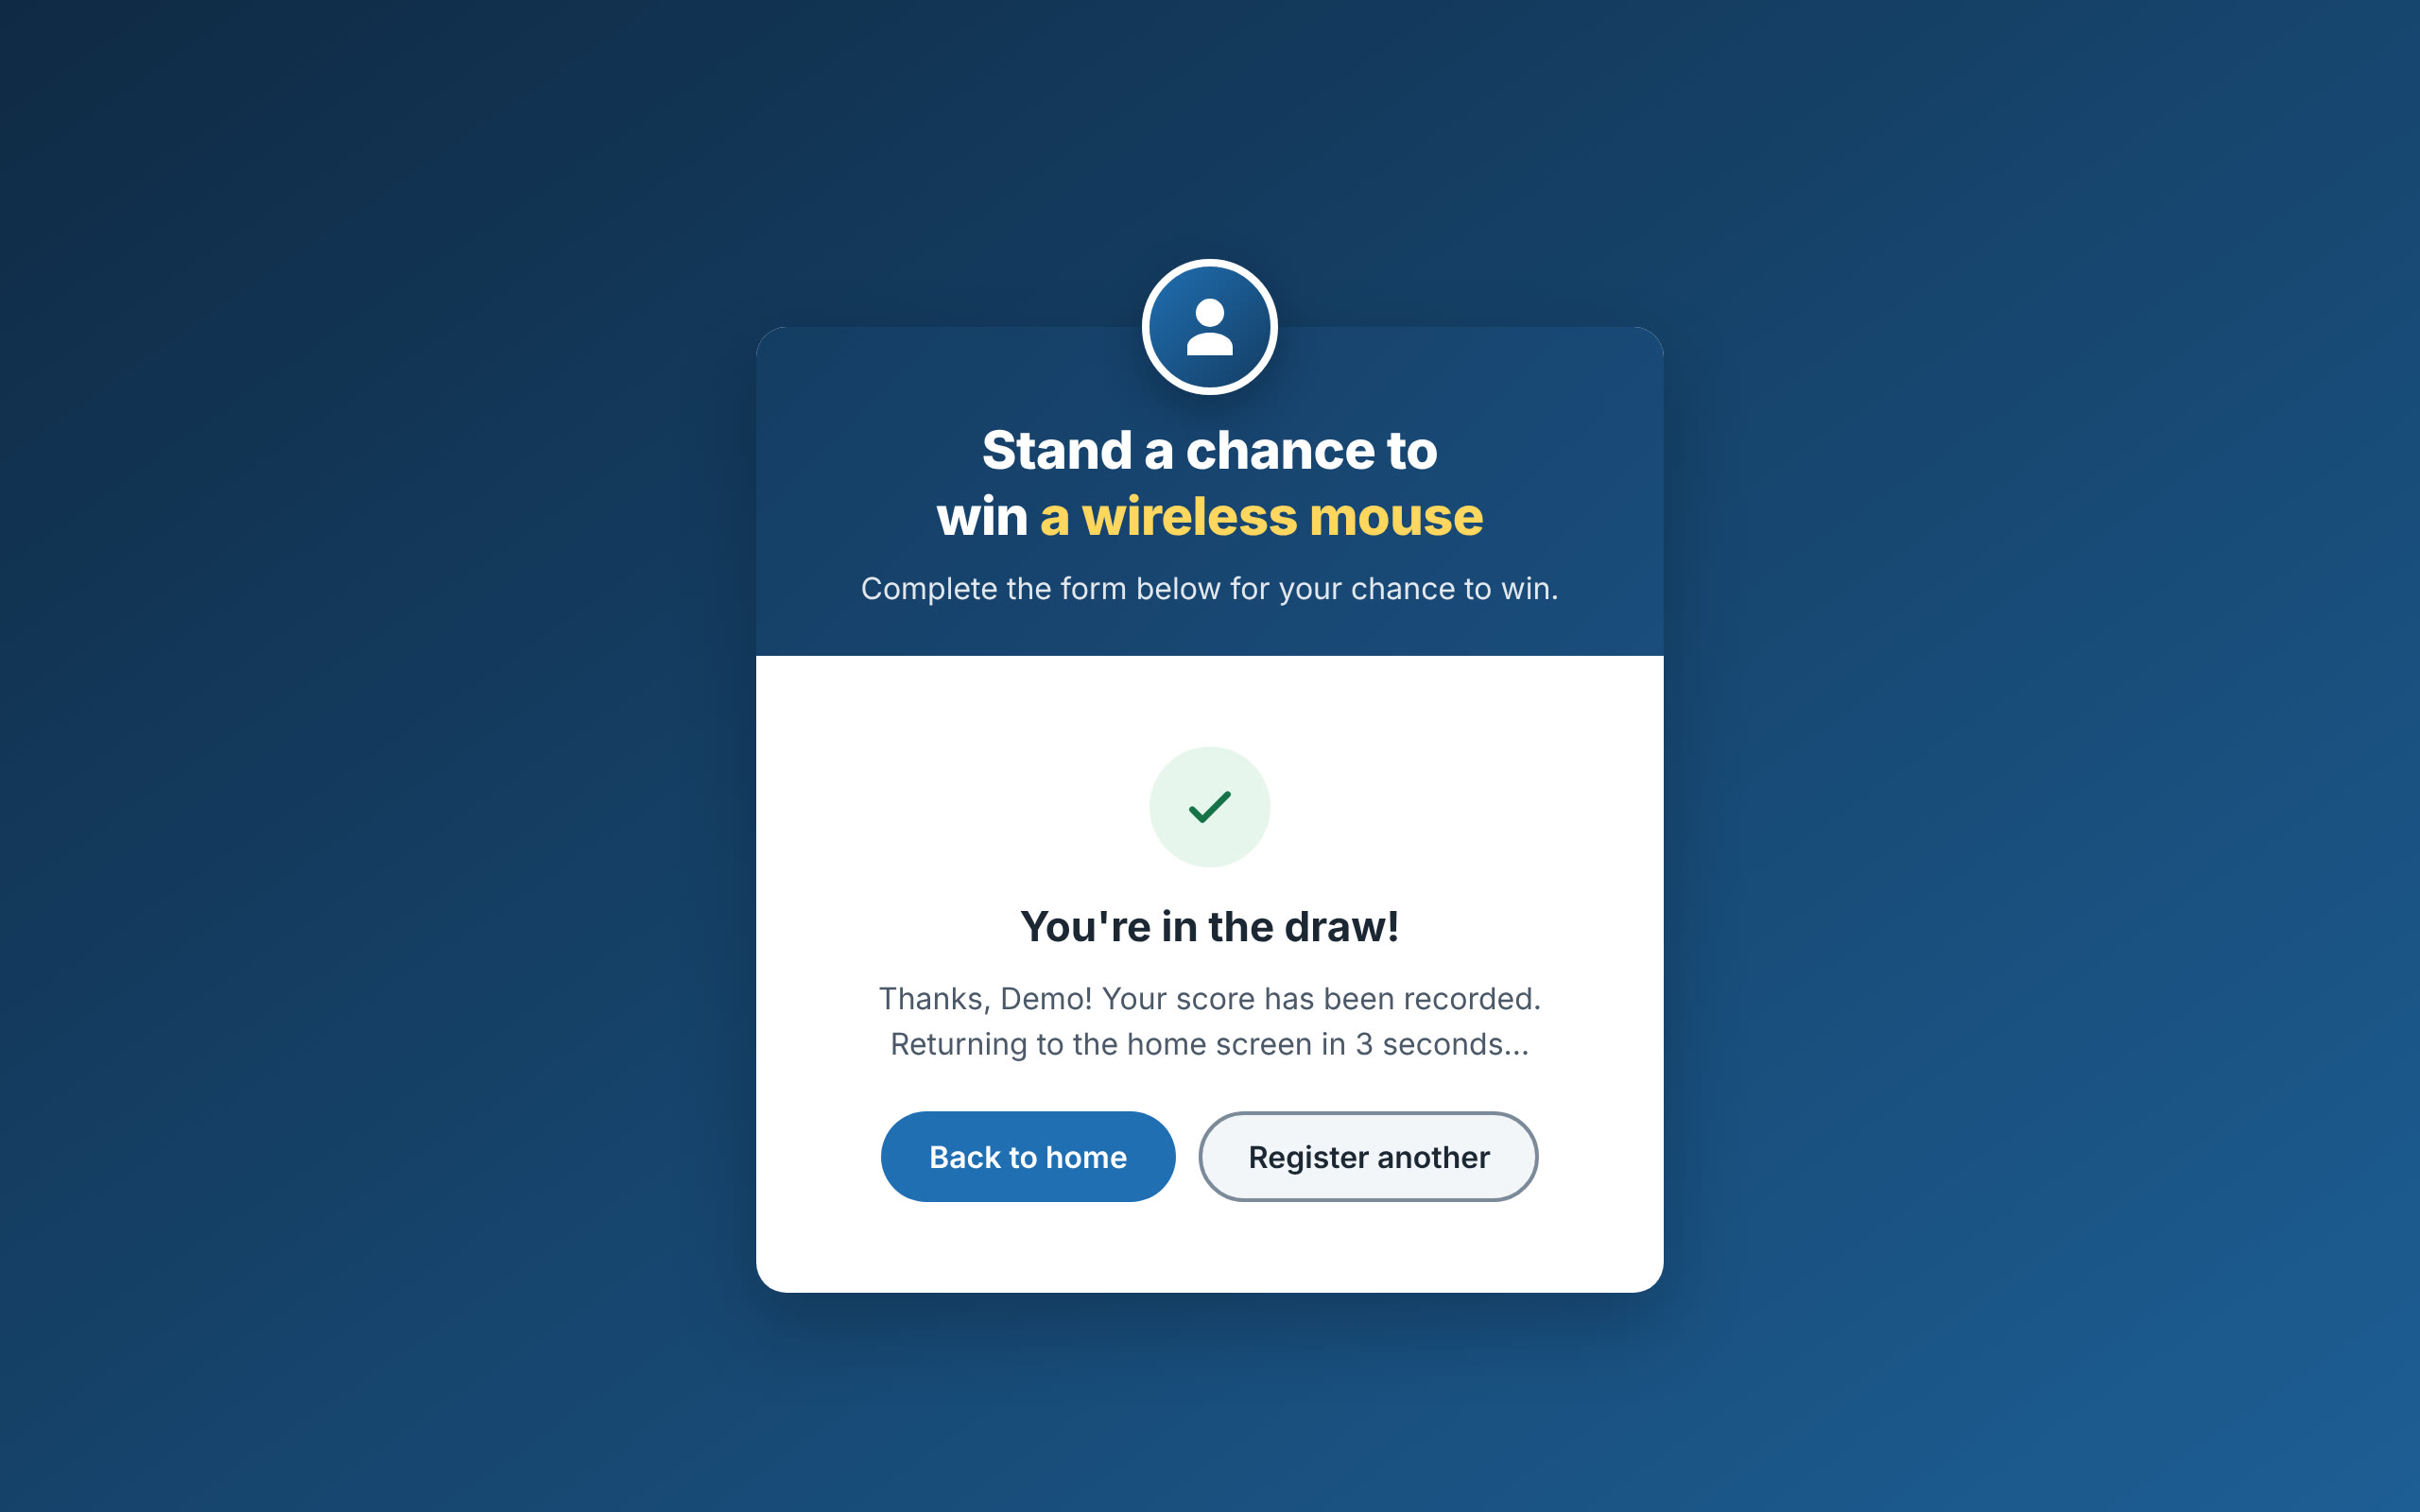 Stand a chance to
win a wireless mouse
Complete the form below for your chance to win.
You're in the draw!
Thanks, Demo! Your score has been recorded.
Returning to the home screen in 3 seconds...
Back to home
Register another